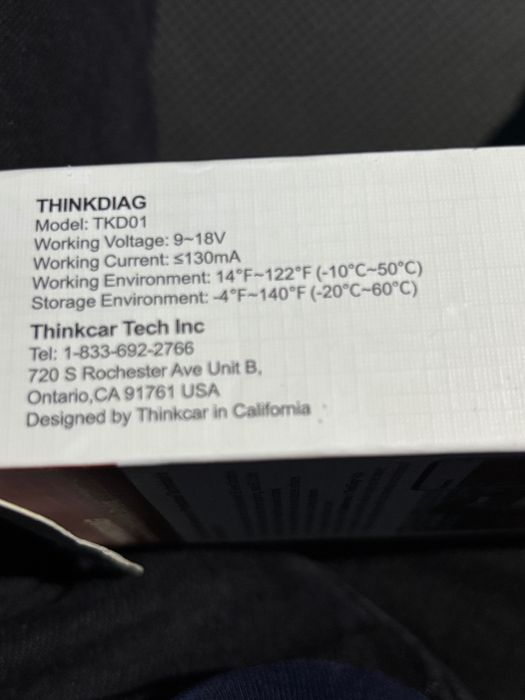 THINKDIAG
Model: TKD01
Working Voltage: 9~18V
Working Current: ≤130mA
Working Environment: 14°F~122°F (-10°C~50°C)
Storage Environment: -4°F~140°F (-20°C~60°C)
Thinkcar Tech Inc
Tel: 1-833-692-2766
720 S Rochester Ave Unit B,
Ontario,CA 91761 USA
Designed by Thinkcar in California